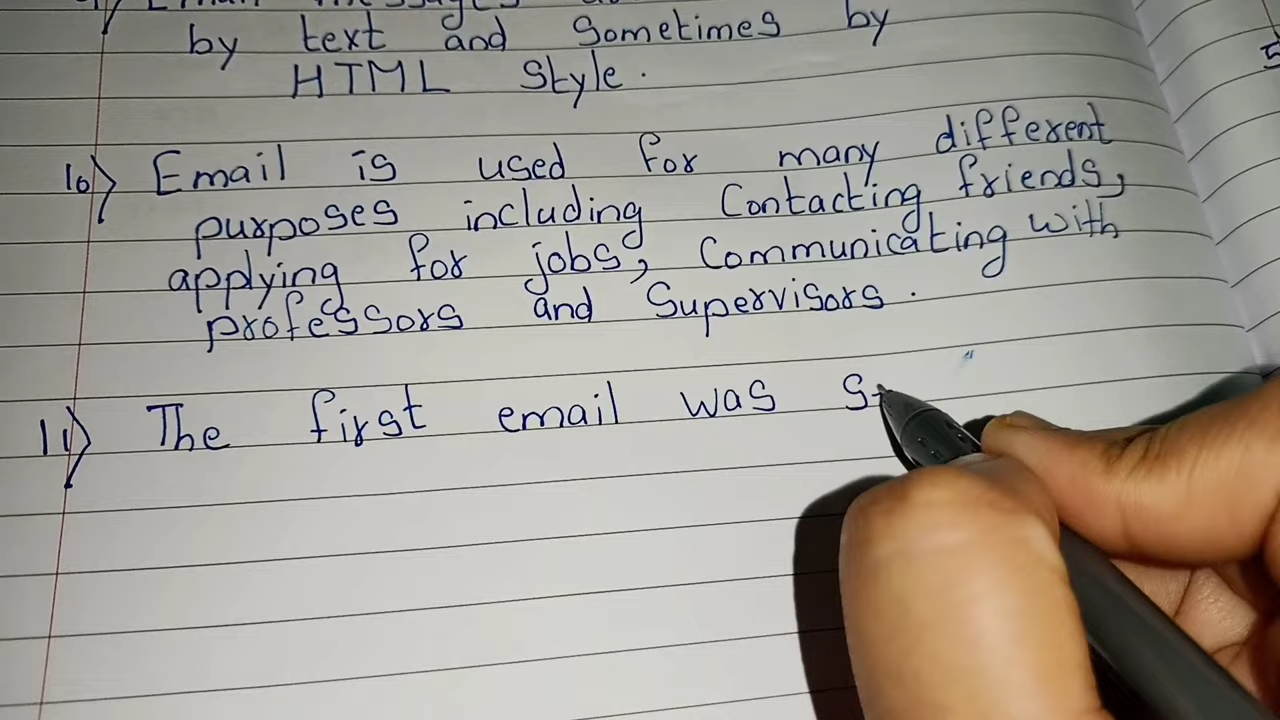 by text and Sometimes by
HTML Style.
10) Email is used for many different
purposes including Contacting friends,
applying for jobs, Communicating with
professors and Supervisors.
11) The first email was